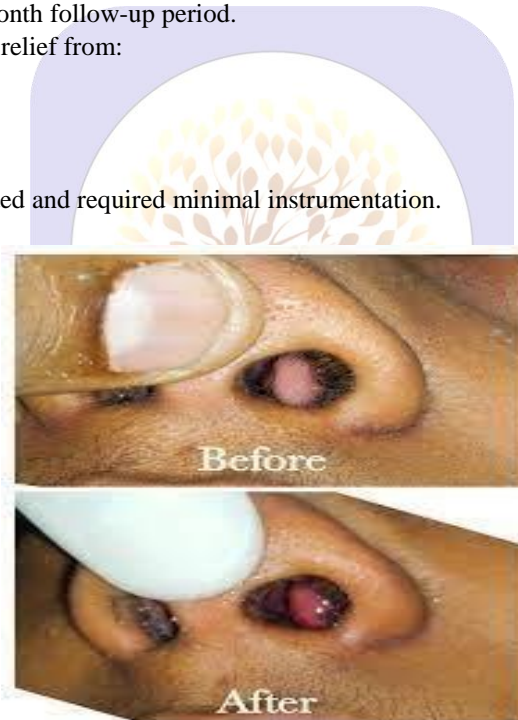 onth follow-up period.
relief from:
ed and required minimal instrumentation.
Before
After